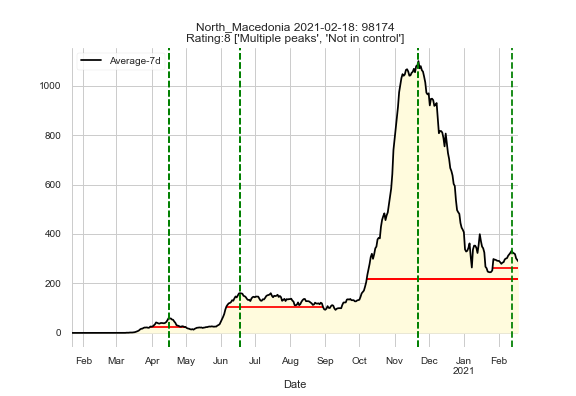 North_Macedonia 2021-02-18: 98174
Rating:8 ['Multiple peaks', 'Not in control']
Average-7d
1000
800
600
400
200
0
Feb Mar Apr May Jun Jul Aug Sep Oct Nov Dec Jan Feb
2021
Date